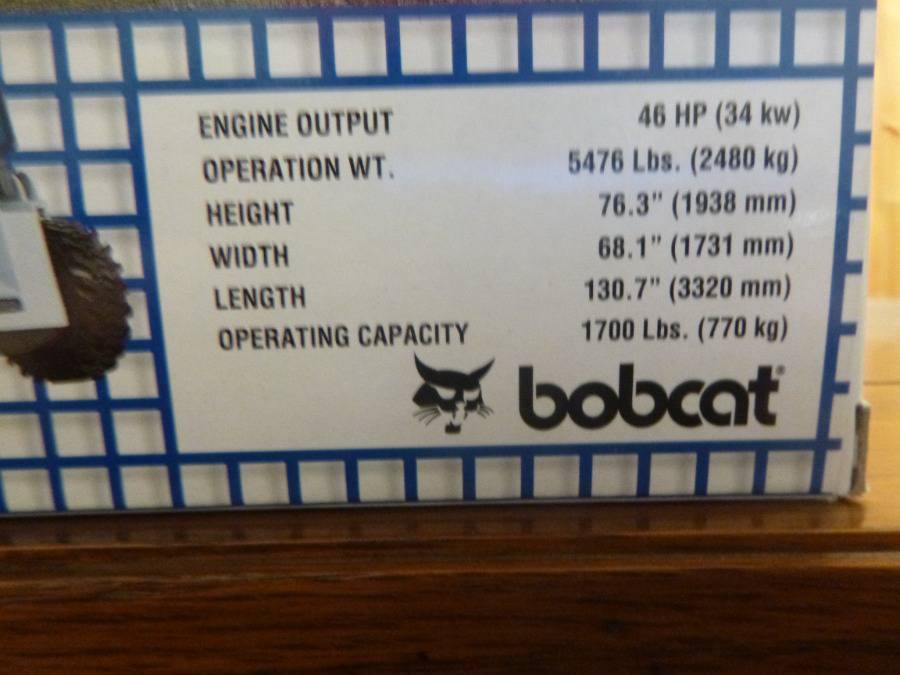 ENGINE OUTPUT 46 HP (34 kw)
OPERATION WT. 5476 Lbs. (2480 kg)
HEIGHT 76.3" (1938 mm)
WIDTH 68.1" (1731 mm)
LENGTH 130.7" (3320 mm)
OPERATING CAPACITY 1700 Lbs. (770 kg)
bobcat®